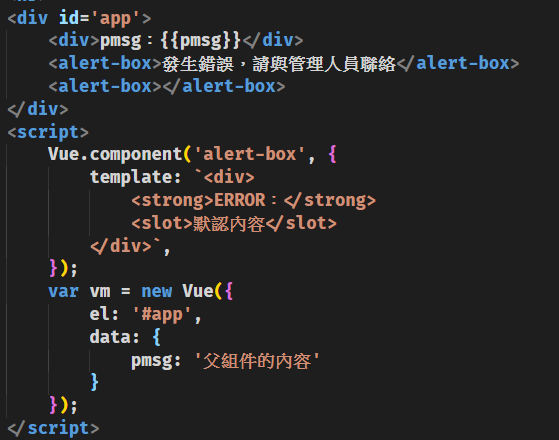 <div id='app'>
    <div>pmsg：{{pmsg}}</div>
    <alert-box>發生錯誤，請與管理人員聯絡</alert-box>
    <alert-box></alert-box>
</div>
<script>
    Vue.component('alert-box', {
        template: `<div>
            <strong>ERROR：</strong>
            <slot>默認內容</slot>
        </div>`,
    });
    var vm = new Vue({
        el: '#app',
        data: {
            pmsg: '父組件的內容'
        }
    });
</script>